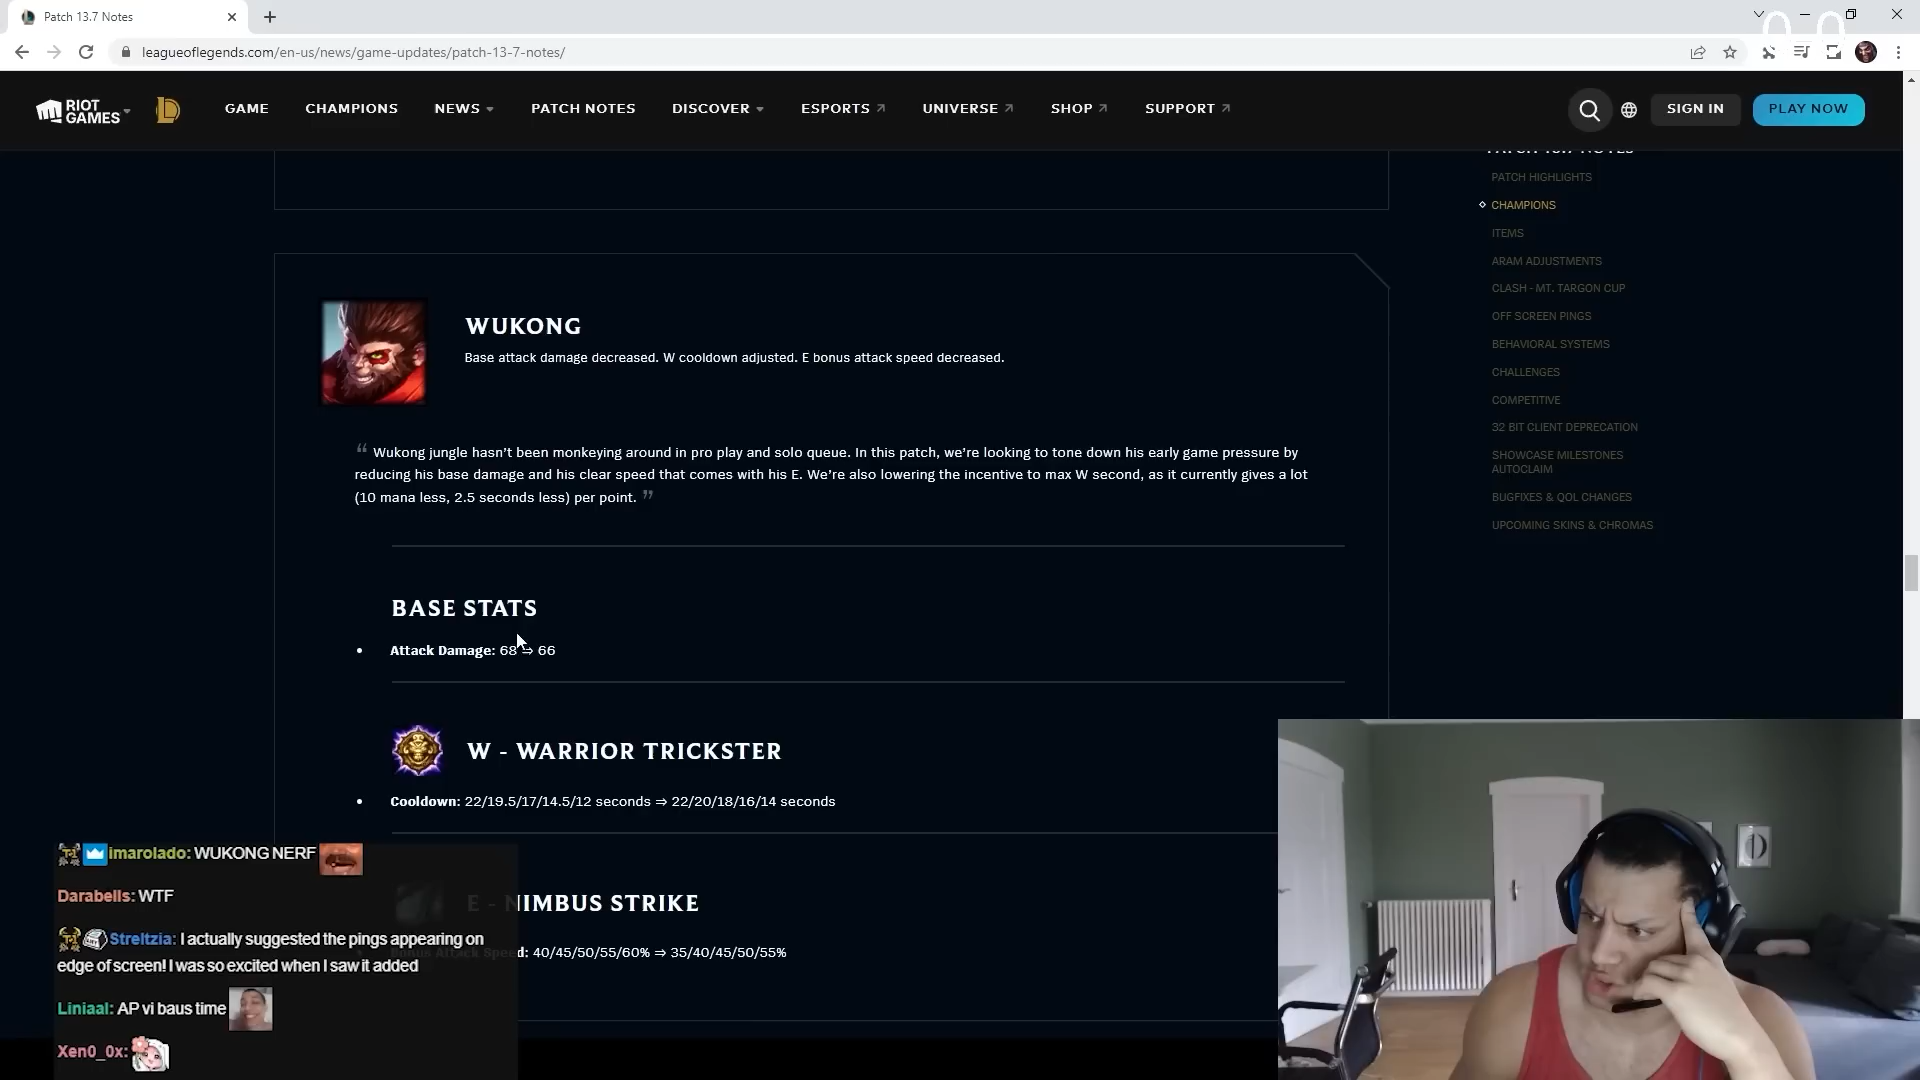 Patch 13.7 Notes
leagueoflegends.com/en-us/news/game-updates/patch-13-7-notes/
RIOT GAMES
GAME
CHAMPIONS
NEWS
PATCH NOTES
DISCOVER
ESPORTS
UNIVERSE
SHOP
SUPPORT
SIGN IN
PLAY NOW
PATCH 13.7 NOTES
PATCH HIGHLIGHTS
CHAMPIONS
ITEMS
ARAM ADJUSTMENTS
CLASH - MT. TARGON CUP
OFF SCREEN PINGS
BEHAVIORAL SYSTEMS
CHALLENGES
COMPETITIVE
32 BIT CLIENT DEPRECATION
SHOWCASE MILESTONES
AUTOCLAIM
BUGFIXES & QOL CHANGES
UPCOMING SKINS & CHROMAS
WUKONG
Base attack damage decreased. W cooldown adjusted. E bonus attack speed decreased.
“ Wukong jungle hasn’t been monkeying around in pro play and solo queue. In this patch, we’re looking to tone down his early game pressure by
reducing his base damage and his clear speed that comes with his E. We’re also lowering the incentive to max W second, as it currently gives a lot
(10 mana less, 2.5 seconds less) per point. ”
BASE STATS
• Attack Damage: 68 ⇒ 66
W - WARRIOR TRICKSTER
• Cooldown: 22/19.5/17/14.5/12 seconds ⇒ 22/20/18/16/14 seconds
E - NIMBUS STRIKE
Bonus Attack Speed: 40/45/50/55/60% ⇒ 35/40/45/50/55%
imarolado: WUKONG NERF
Darabells: WTF
Streltzia: I actually suggested the pings appearing on
edge of screen! I was so excited when I saw it added
Liniaal: AP vi baus time
Xen0_0x: